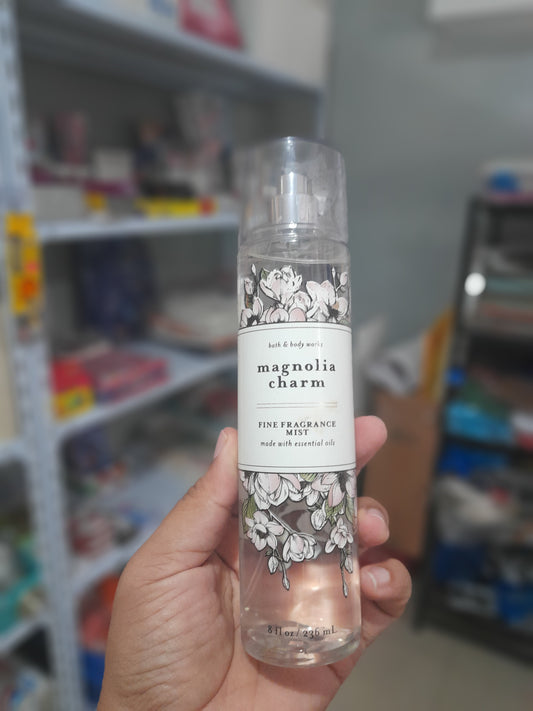 bath & body works
magnolia
charm
FINE FRAGRANCE
MIST
made with essential oils
8 fl oz / 236 mL